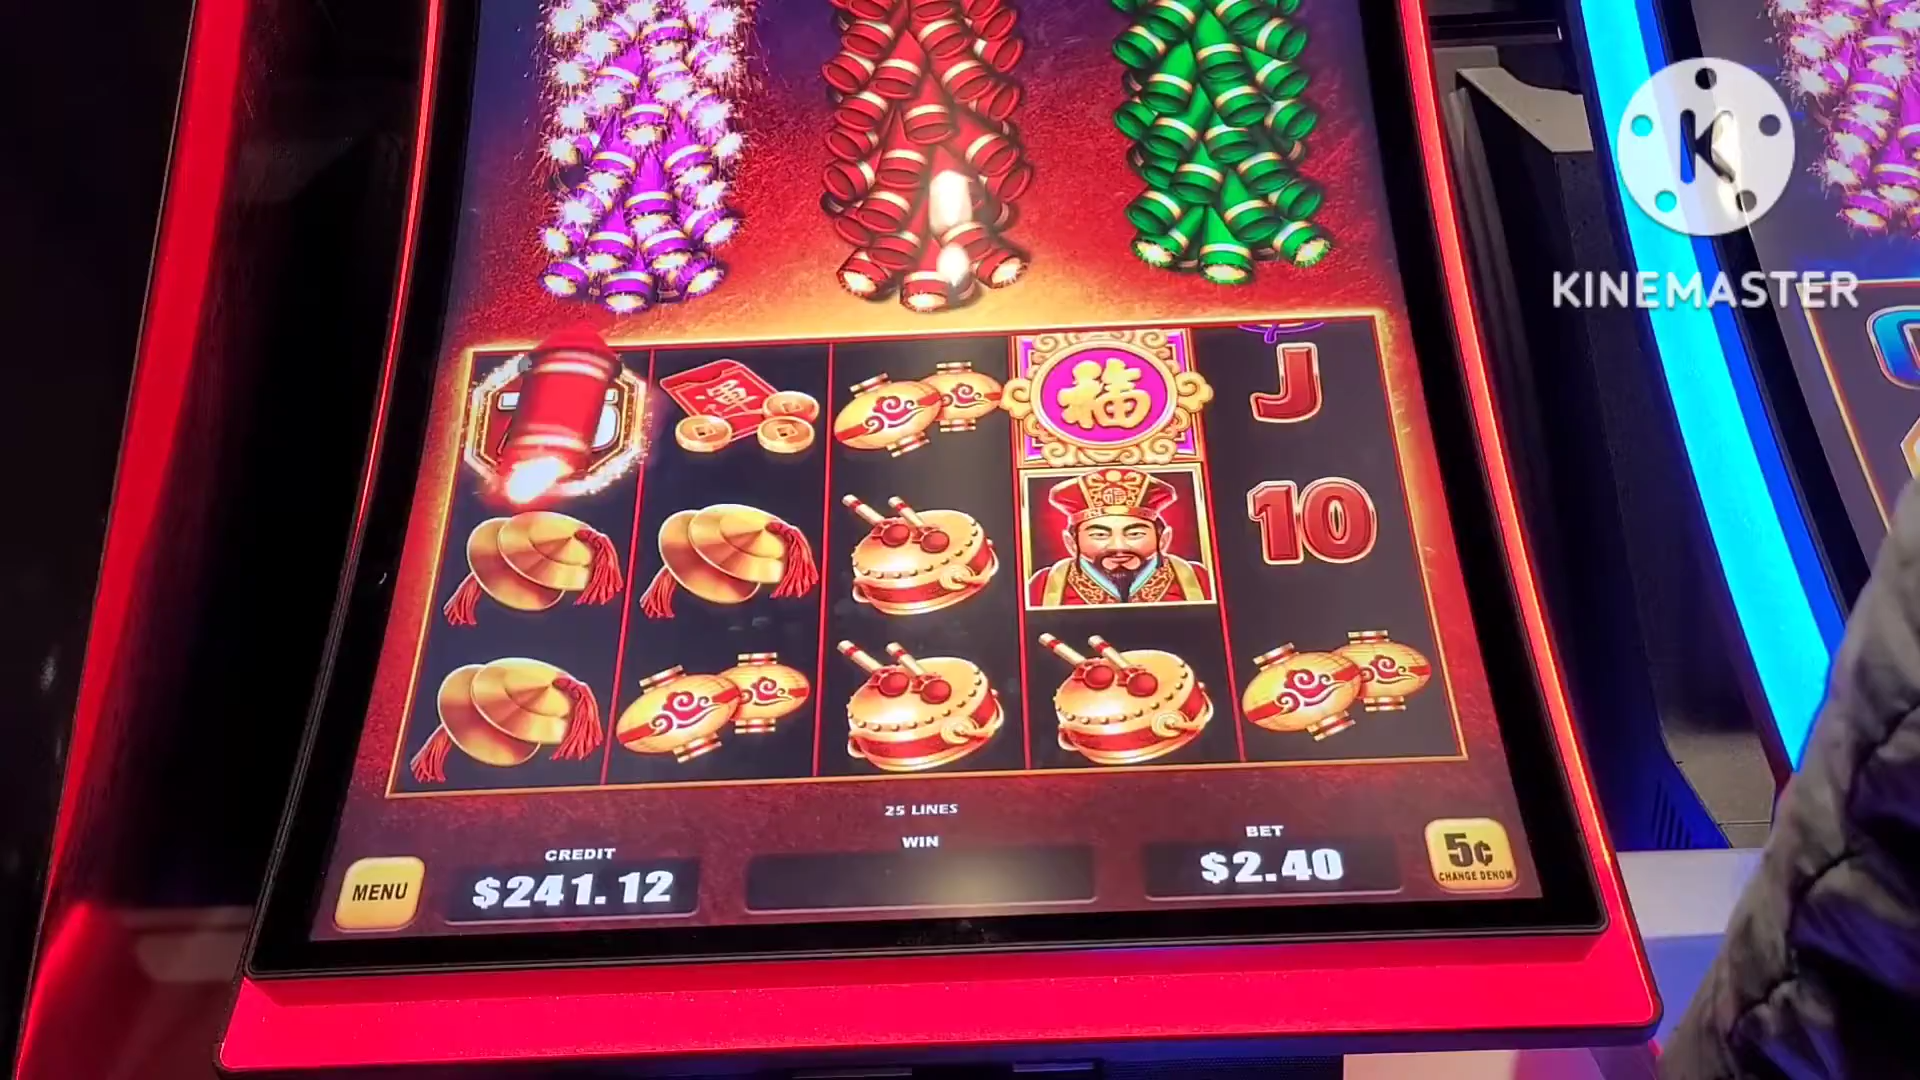 K
KINEMASTER
福
J
10
25 LINES
WIN
CREDIT
$241.12
BET
$2.40
MENU
5¢
CHANGE DENOM